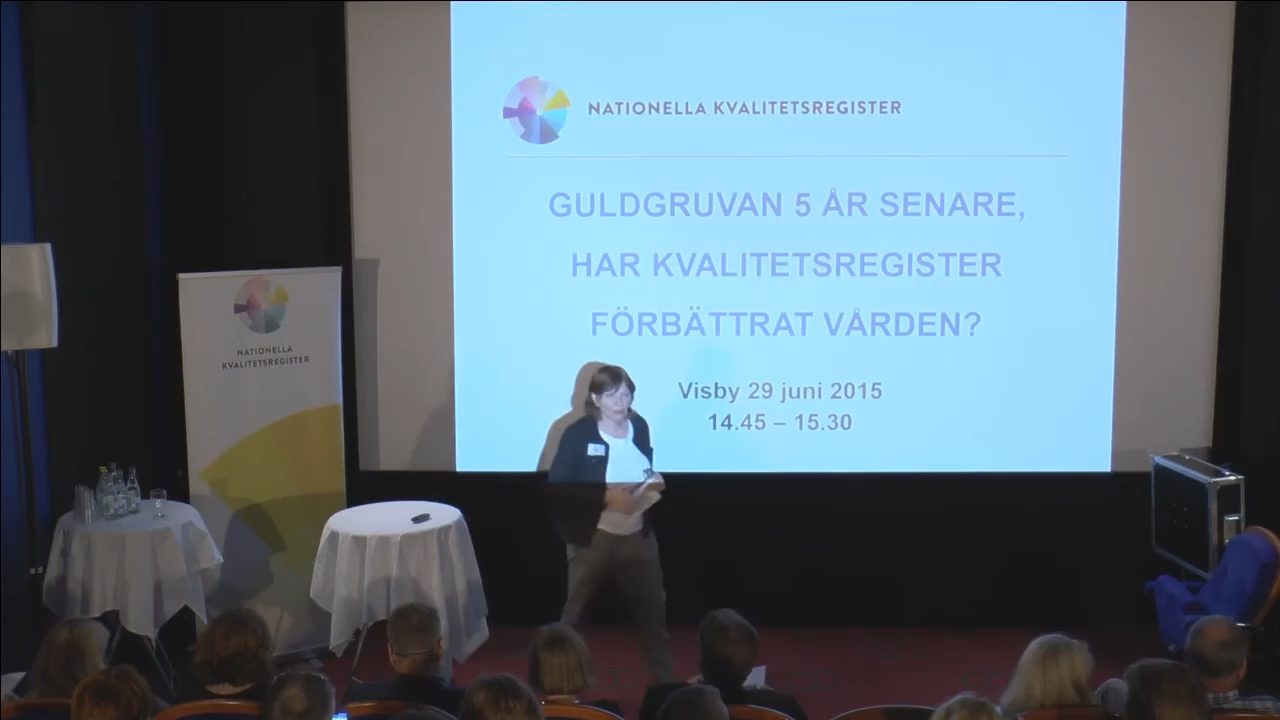 NATIONELLA KVALITETSREGISTER
GULDGRUVAN 5 ÅR SENARE,
HAR KVALITETSREGISTER
FÖRBÄTTRAT VÅRDEN?
Visby 29 juni 2015
14.45 – 15.30
NATIONELLA
KVALITETSREGISTER